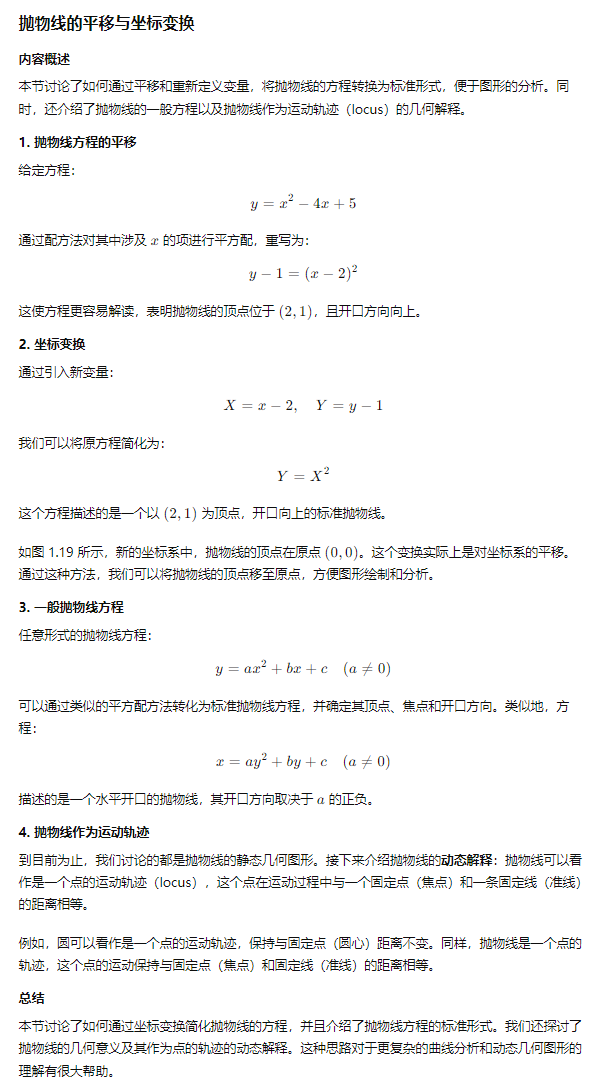 抛物线的平移与坐标变换
内容概述
本节讨论了如何通过平移和重新定义变量，将抛物线的方程转换为标准形式，便于图形的分析。同
时，还介绍了抛物线的一般方程以及抛物线作为运动轨迹（locus）的几何解释。
1. 抛物线方程的平移
给定方程：
y = x² − 4x + 5
通过配方法对其中涉及 x 的项进行平方配，重写为：
y − 1 = (x − 2)²
这使方程更容易解读，表明抛物线的顶点位于 (2, 1)，且开口方向向上。
2. 坐标变换
通过引入新变量：
X = x − 2, Y = y − 1
我们可以将原方程简化为：
Y = X²
这个方程描述的是一个以 (2, 1) 为顶点，开口向上的标准抛物线。
如图 1.19 所示，新的坐标系中，抛物线的顶点在原点 (0, 0)。这个变换实际上是对坐标系的平移。
通过这种方法，我们可以将抛物线的顶点移至原点，方便图形绘制和分析。
3. 一般抛物线方程
任意形式的抛物线方程：
y = ax² + bx + c (a ≠ 0)
可以通过类似的平方配方法转化为标准抛物线方程，并确定其顶点、焦点和开口方向。类似地，方
程：
x = ay² + by + c (a ≠ 0)
描述的是一个水平开口的抛物线，其开口方向取决于 a 的正负。
4. 抛物线作为运动轨迹
到目前为止，我们讨论的都是抛物线的静态几何图形。接下来介绍抛物线的动态解释：抛物线可以看
作是一个点的运动轨迹（locus），这个点在运动过程中与一个固定点（焦点）和一条固定线（准线）
的距离相等。
例如，圆可以看作是一个点的运动轨迹，保持与固定点（圆心）距离不变。同样，抛物线是一个点的
轨迹，这个点的运动保持与固定点（焦点）和固定线（准线）的距离相等。
总结
本节讨论了如何通过坐标变换简化抛物线的方程，并且介绍了抛物线方程的标准形式。我们还探讨了
抛物线的几何意义及其作为点的轨迹的动态解释。这种思路对于更复杂的曲线分析和动态几何图形的
理解有很大帮助。